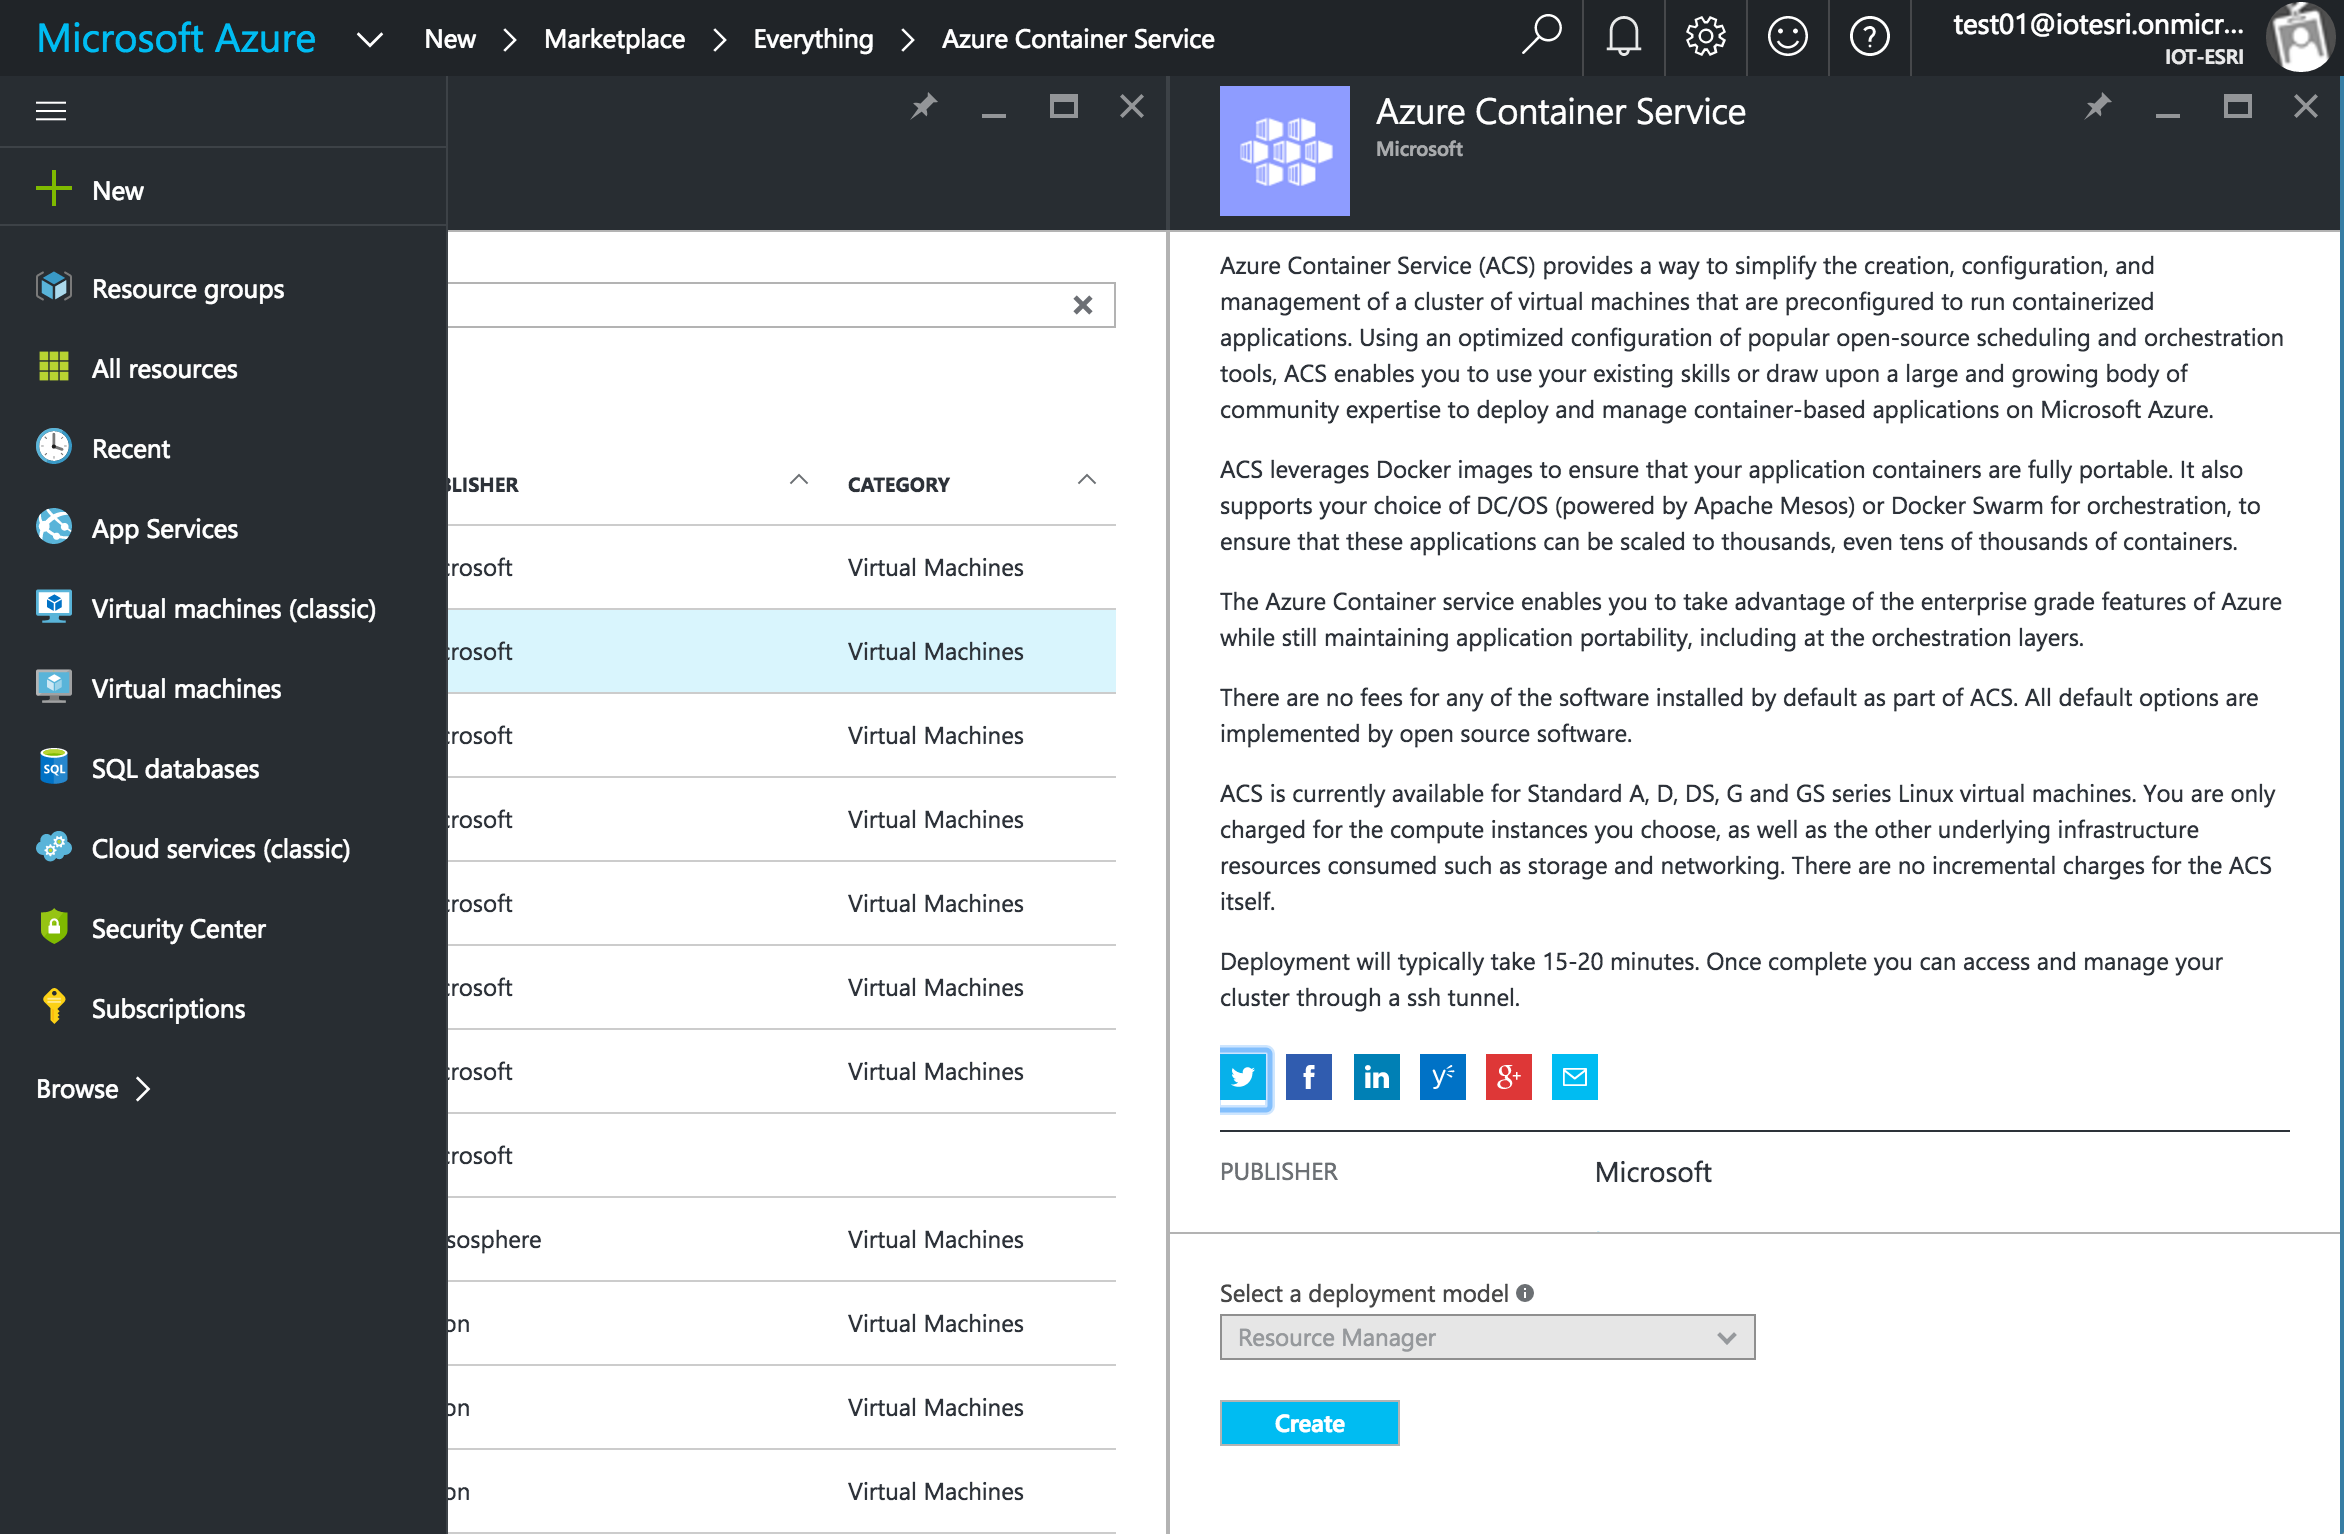 Microsoft Azure New Marketplace Everything Azure Container Service
test01@iotesri.onmicr...
IOT-ESRI
New
Resource groups
All resources
Recent
App Services
Virtual machines (classic)
Virtual machines
SQL
SQL databases
Cloud services (classic)
Security Center
Subscriptions
Browse
BLISHER CATEGORY
crosoft Virtual Machines
crosoft Virtual Machines
crosoft Virtual Machines
crosoft Virtual Machines
crosoft Virtual Machines
crosoft Virtual Machines
crosoft Virtual Machines
crosoft
sosphere Virtual Machines
on Virtual Machines
on Virtual Machines
on Virtual Machines
Azure Container Service
Microsoft
Azure Container Service (ACS) provides a way to simplify the creation, configuration, and
management of a cluster of virtual machines that are preconfigured to run containerized
applications. Using an optimized configuration of popular open-source scheduling and orchestration
tools, ACS enables you to use your existing skills or draw upon a large and growing body of
community expertise to deploy and manage container-based applications on Microsoft Azure.
ACS leverages Docker images to ensure that your application containers are fully portable. It also
supports your choice of DC/OS (powered by Apache Mesos) or Docker Swarm for orchestration, to
ensure that these applications can be scaled to thousands, even tens of thousands of containers.
The Azure Container service enables you to take advantage of the enterprise grade features of Azure
while still maintaining application portability, including at the orchestration layers.
There are no fees for any of the software installed by default as part of ACS. All default options are
implemented by open source software.
ACS is currently available for Standard A, D, DS, G and GS series Linux virtual machines. You are only
charged for the compute instances you choose, as well as the other underlying infrastructure
resources consumed such as storage and networking. There are no incremental charges for the ACS
itself.
Deployment will typically take 15-20 minutes. Once complete you can access and manage your
cluster through a ssh tunnel.
f in y g+
PUBLISHER Microsoft
Select a deployment model
Resource Manager
Create